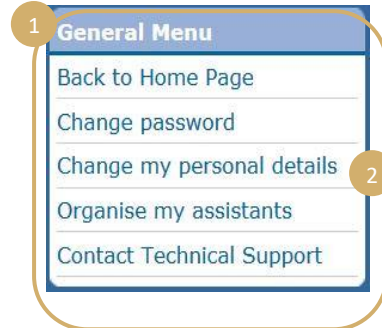 1
General Menu
Back to Home Page
Change password
Change my personal details
2
Organise my assistants
Contact Technical Support